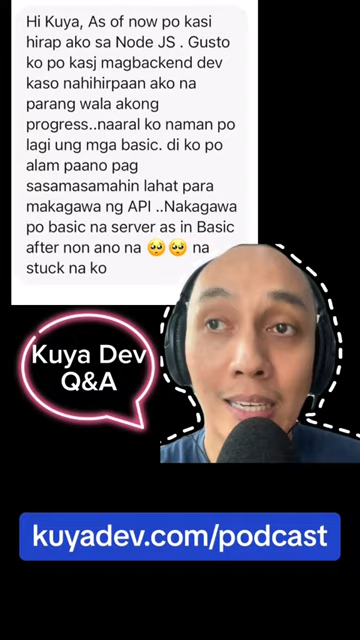 Hi Kuya, As of now po kasi
hirap ako sa Node JS . Gusto
ko po kasj magbackend dev
kaso nahihirpaan ako na
parang wala akong
progress..naaral ko naman po
lagi ung mga basic. di ko po
alam paano pag
sasamasamahin lahat para
makagawa ng API ..Nakagawa
po basic na server as in Basic
after non ano na 🥺🥺 na
stuck na ko
Kuya Dev
Q&A
kuyadev.com/podcast